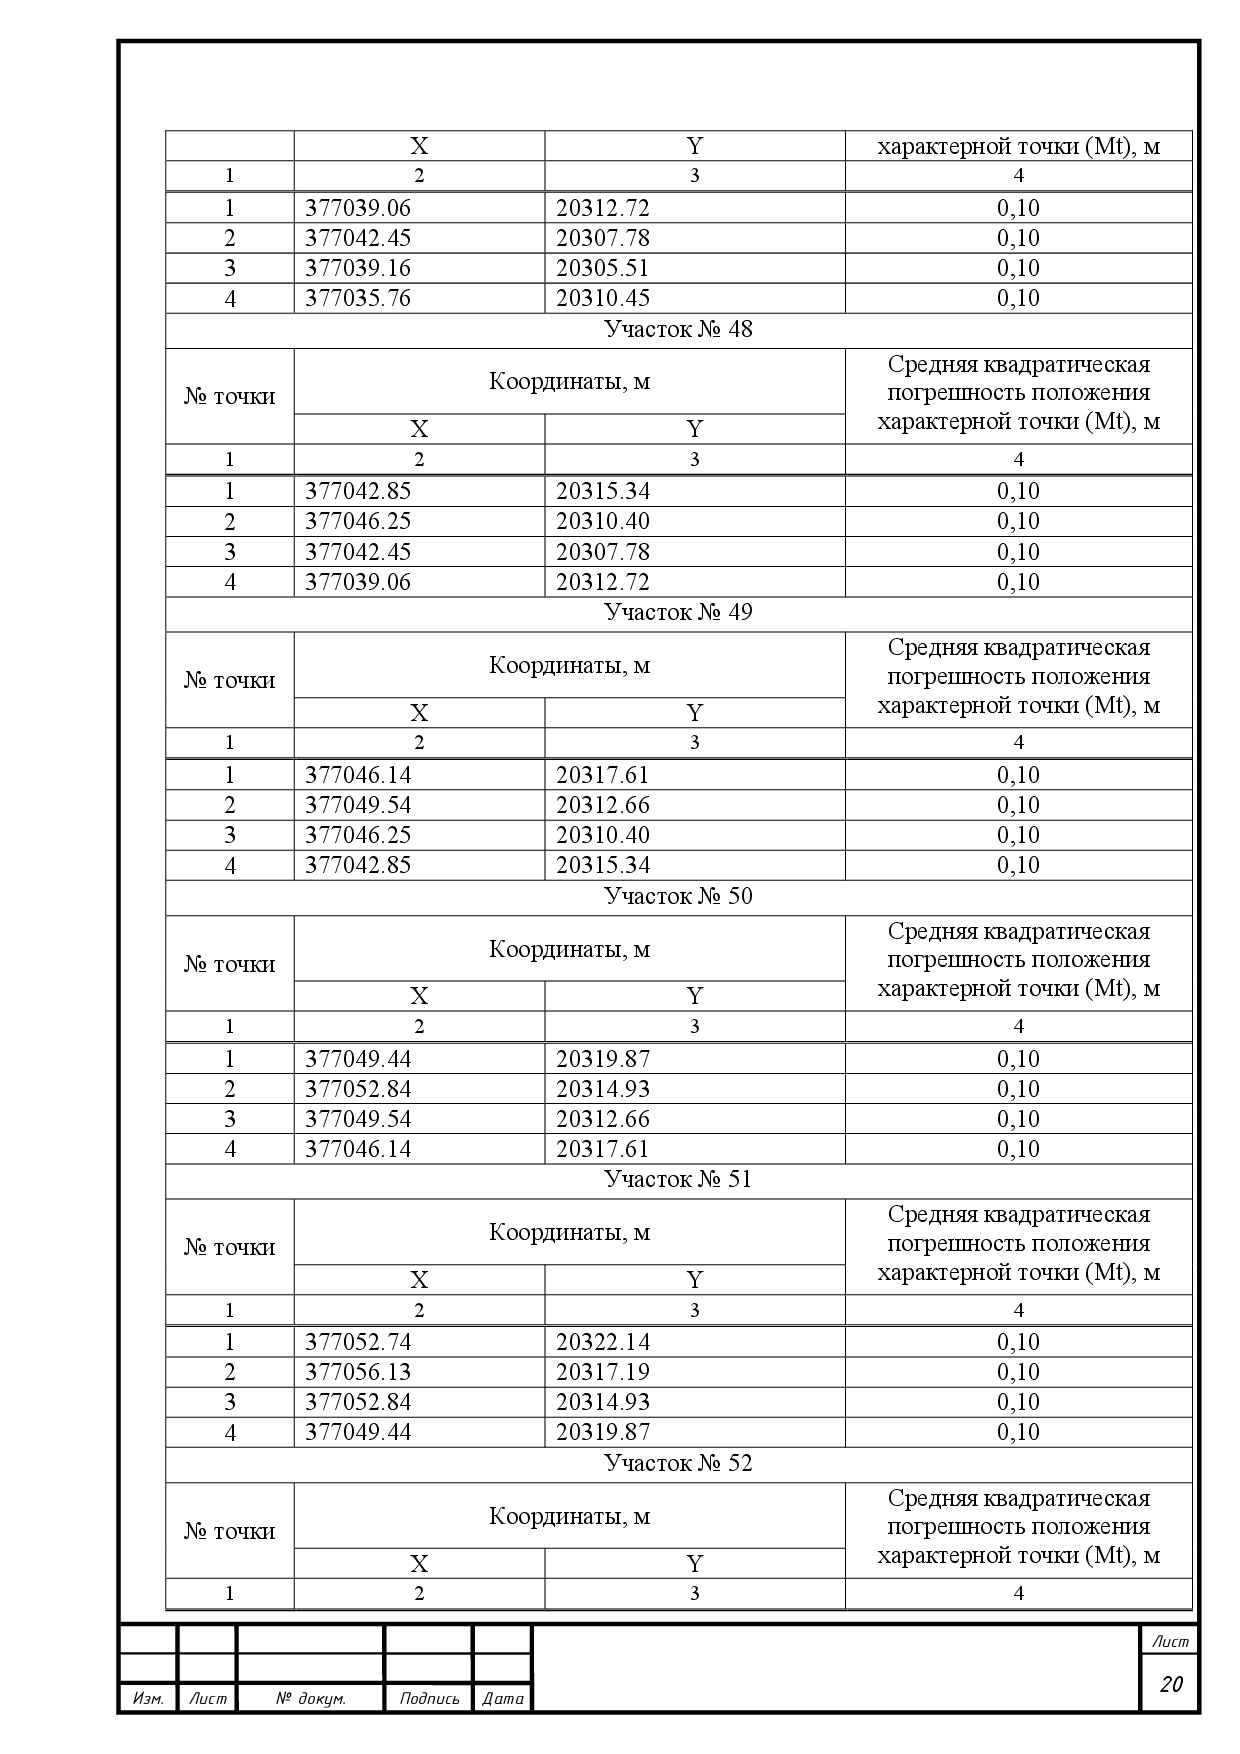 X Y характерной точки (Mt), м
1 2 3 4
1 377039.06 20312.72 0,10
2 377042.45 20307.78 0,10
3 377039.16 20305.51 0,10
4 377035.76 20310.45 0,10
Участок № 48
№ точки Координаты, м Средняя квадратическая
погрешность положения
характерной точки (Mt), м
X Y
1 2 3 4
1 377042.85 20315.34 0,10
2 377046.25 20310.40 0,10
3 377042.45 20307.78 0,10
4 377039.06 20312.72 0,10
Участок № 49
№ точки Координаты, м Средняя квадратическая
погрешность положения
характерной точки (Mt), м
X Y
1 2 3 4
1 377046.14 20317.61 0,10
2 377049.54 20312.66 0,10
3 377046.25 20310.40 0,10
4 377042.85 20315.34 0,10
Участок № 50
№ точки Координаты, м Средняя квадратическая
погрешность положения
характерной точки (Mt), м
X Y
1 2 3 4
1 377049.44 20319.87 0,10
2 377052.84 20314.93 0,10
3 377049.54 20312.66 0,10
4 377046.14 20317.61 0,10
Участок № 51
№ точки Координаты, м Средняя квадратическая
погрешность положения
характерной точки (Mt), м
X Y
1 2 3 4
1 377052.74 20322.14 0,10
2 377056.13 20317.19 0,10
3 377052.84 20314.93 0,10
4 377049.44 20319.87 0,10
Участок № 52
№ точки Координаты, м Средняя квадратическая
погрешность положения
характерной точки (Mt), м
X Y
1 2 3 4
Лист
20
Изм. Лист № докум. Подпись Дата